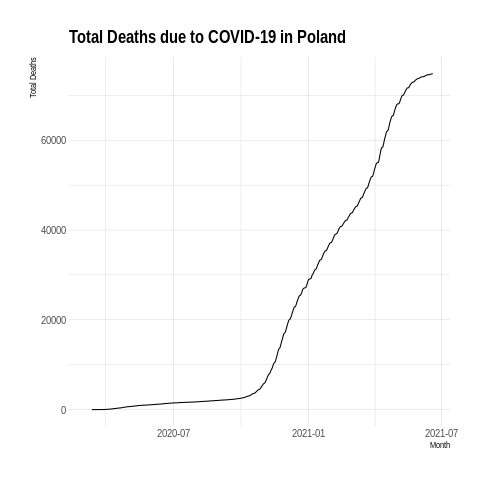 Total Deaths due to COVID-19 in Poland
Total Deaths
60000
40000
20000
0
2020-07
2021-01
2021-07
Month